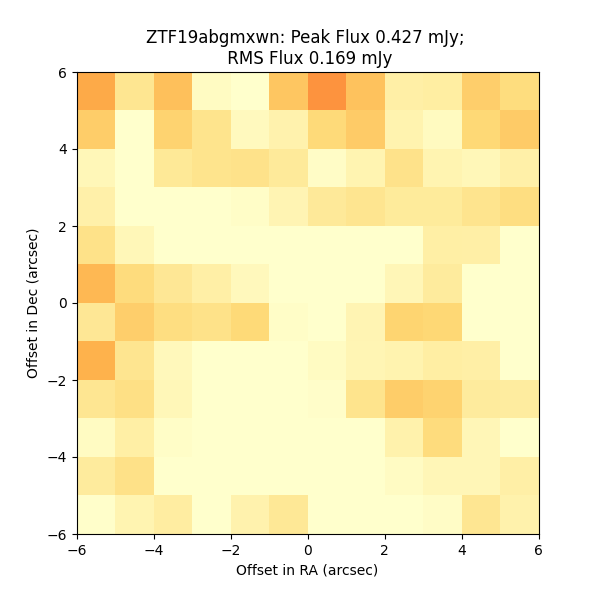 ZTF19abgmxwn: Peak Flux 0.427 mJy;
RMS Flux 0.169 mJy
6
4
2
0
−2
−4
−6
Offset in Dec (arcsec)
−6 −4 −2 0 2 4 6
Offset in RA (arcsec)